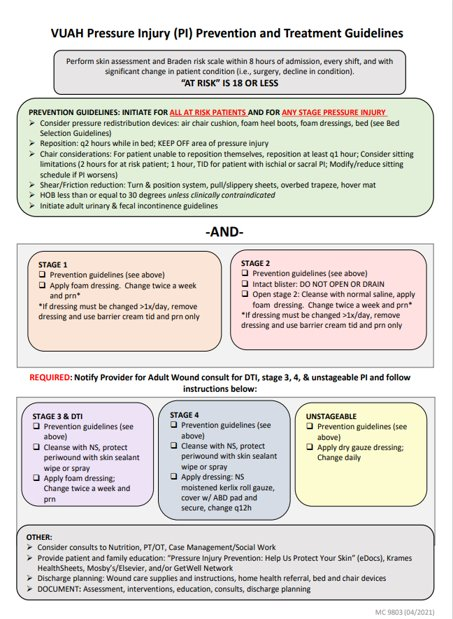 VUAH Pressure Injury (PI) Prevention and Treatment Guidelines
Perform skin assessment and Braden risk scale within 8 hours of admission, every shift, and with
significant change in patient condition (i.e., surgery, decline in condition).
"AT RISK" IS 18 OR LESS
PREVENTION GUIDELINES: INITIATE FOR ALL AT RISK PATIENTS AND FOR ANY STAGE PRESSURE INJURY
➢ Consider pressure redistribution devices: air chair cushion, foam heel boots, foam dressings, bed (see Bed
Selection Guidelines)
➢ Reposition: q2 hours while in bed; KEEP OFF area of pressure injury
➢ Chair considerations: For patient unable to reposition themselves, reposition at least q1 hour; Consider sitting
limitations (2 hours for at risk patient; 1 hour, TID for patient with ischial or sacral PI; Modify/reduce sitting
schedule if PI worsens)
➢ Shear/Friction reduction: Turn & position system, pull/slippery sheets, overbed trapeze, hover mat
➢ HOB less than or equal to 30 degrees unless clinically contraindicated
➢ Initiate adult urinary & fecal incontinence guidelines
-AND-
STAGE 1
❑ Prevention guidelines (see above)
❑ Apply foam dressing. Change twice a week
and prn*
*If dressing must be changed >1x/day, remove
dressing and use barrier cream tid and prn only
STAGE 2
❑ Prevention guidelines (see above)
❑ Intact blister: DO NOT OPEN OR DRAIN
❑ Open stage 2: Cleanse with normal saline, apply
foam dressing. Change twice a week and prn*
*If dressing must be changed >1x/day, remove
dressing and use barrier cream tid and prn only
REQUIRED: Notify Provider for Adult Wound consult for DTI, stage 3, 4, & unstageable PI and follow
instructions below:
STAGE 3 & DTI
❑ Prevention guidelines (see
above)
❑ Cleanse with NS, protect
periwound with skin sealant
wipe or spray
❑ Apply foam dressing;
Change twice a week and
prn
STAGE 4
❑ Prevention guidelines (see
above)
❑ Cleanse with NS, protect
periwound with skin sealant
wipe or spray
❑ Apply dressing: NS
moistened kerlix roll gauze,
cover w/ ABD pad and
secure, change q12h
UNSTAGEABLE
❑ Prevention guidelines (see
above)
❑ Apply dry gauze dressing;
Change daily
OTHER:
➢ Consider consults to Nutrition, PT/OT, Case Management/Social Work
➢ Provide patient and family education: "Pressure Injury Prevention: Help Us Protect Your Skin" (eDocs), Krames
HealthSheets, Mosby's/Elsevier, and/or GetWell Network
➢ Discharge planning: Wound care supplies and instructions, home health referral, bed and chair devices
➢ DOCUMENT: Assessment, interventions, education, consults, discharge planning
MC 9803 (04/2021)